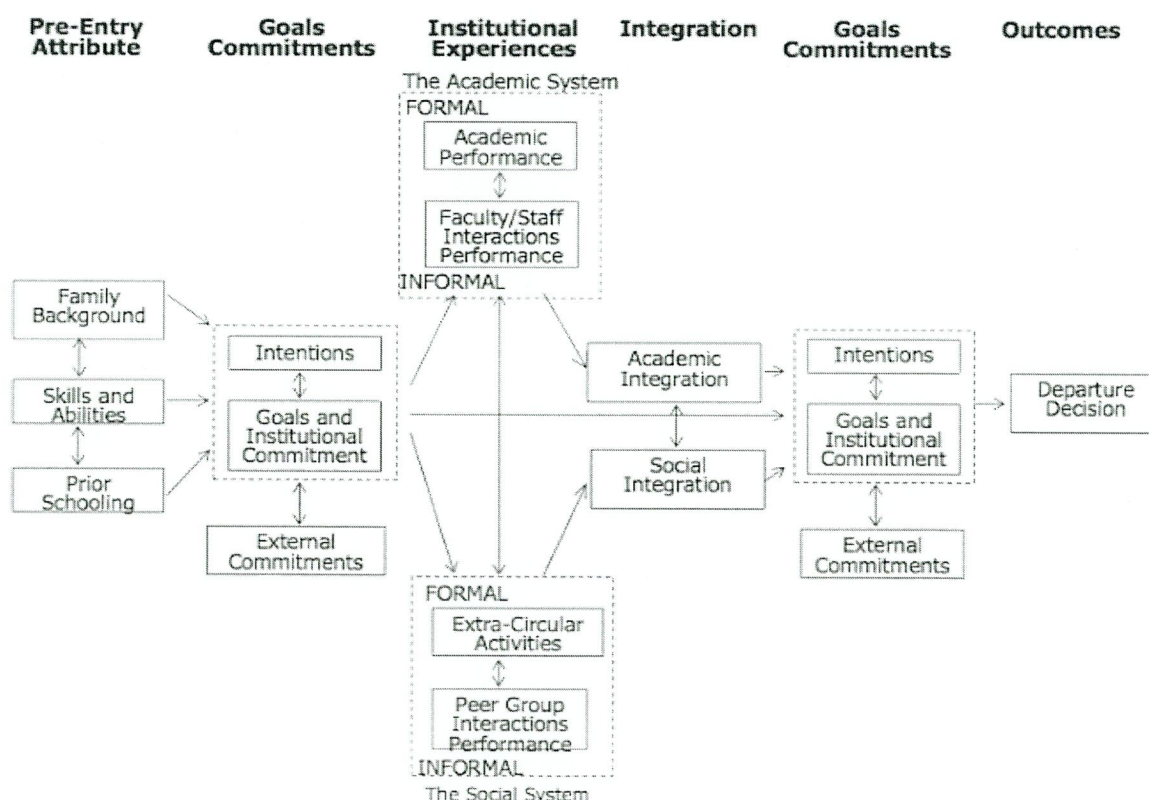 Pre-Entry
Attribute
Goals
Commitments
Institutional
Experiences
Integration
Goals
Commitments
Outcomes
The Academic System
FORMAL
Academic
Performance
Faculty/Staff
Interactions
Performance
INFORMAL
Family
Background
Skills and
Abilities
Prior
Schooling
Intentions
Goals and
Institutional
Commitment
External
Commitments
Academic
Integration
Social
Integration
Intentions
Goals and
Institutional
Commitment
External
Commitments
Departure
Decision
FORMAL
Extra-Circular
Activities
Peer Group
Interactions
Performance
INFORMAL
The Social System